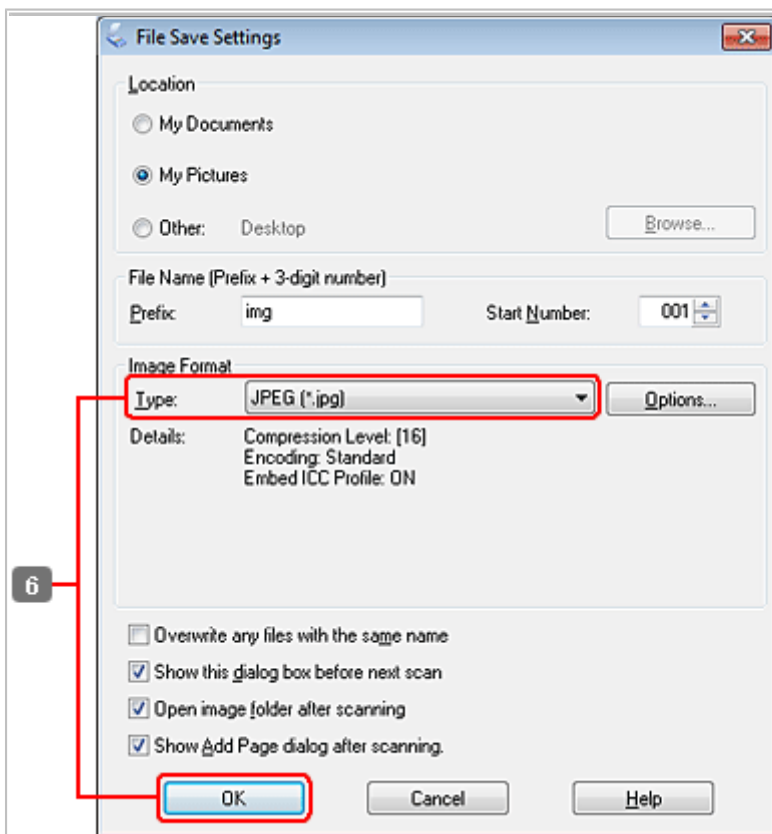 File Save Settings
Location
My Documents
My Pictures
Other: Desktop Browse...
File Name (Prefix + 3-digit number)
Prefix: img Start Number: 001
Image Format
Type: JPEG (*.jpg) Options...
Details: Compression Level: [16]
Encoding: Standard
Embed ICC Profile: ON
6
Overwrite any files with the same name
Show this dialog box before next scan
Open image folder after scanning
Show Add Page dialog after scanning.
OK Cancel Help